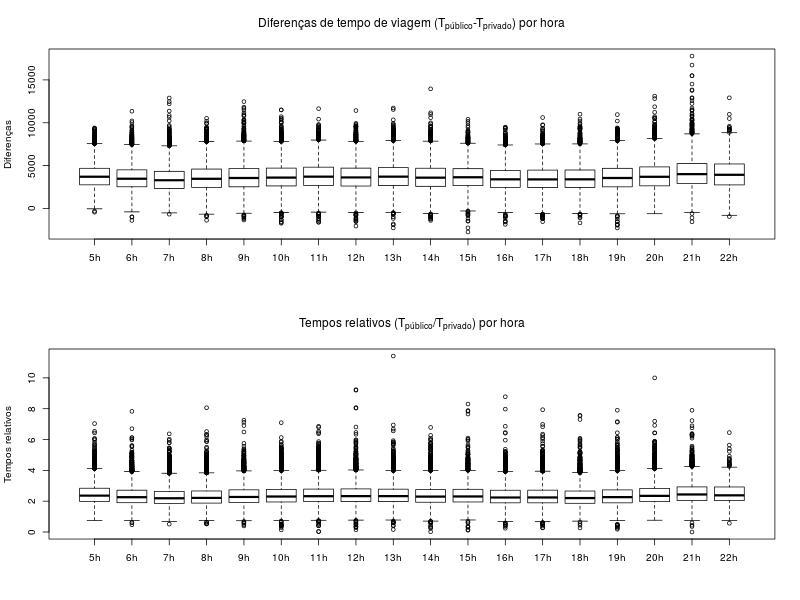 Diferenças de tempo de viagem (Tpúblico-Tprivado) por hora
Diferenças
15000
10000
5000
0
5h 6h 7h 8h 9h 10h 11h 12h 13h 14h 15h 16h 17h 18h 19h 20h 21h 22h
Tempos relativos (Tpúblico/Tprivado) por hora
Tempos relativos
10
8
6
4
2
0
5h 6h 7h 8h 9h 10h 11h 12h 13h 14h 15h 16h 17h 18h 19h 20h 21h 22h